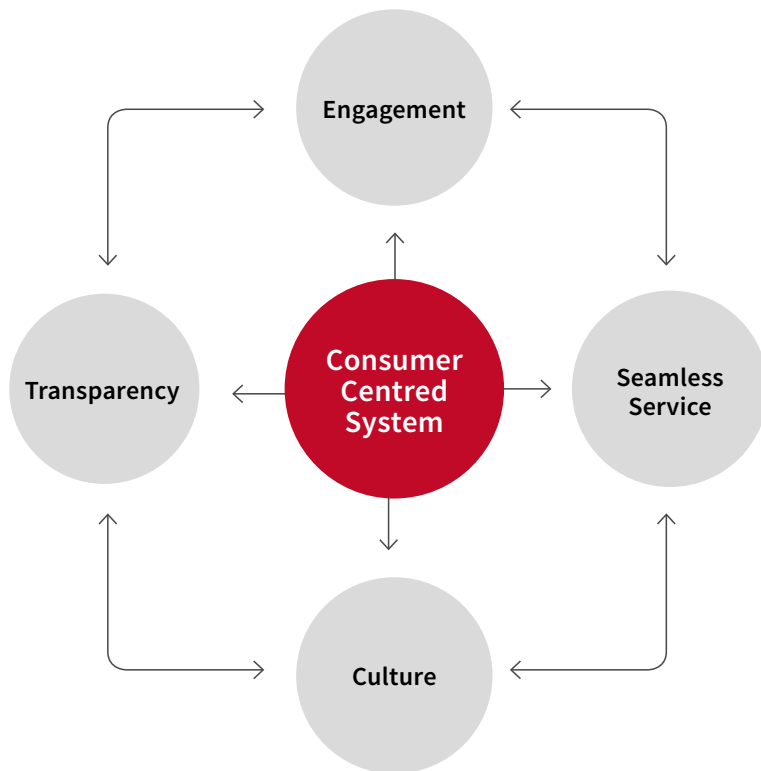 Engagement
Transparency
Consumer
Centred
System
Seamless
Service
Culture